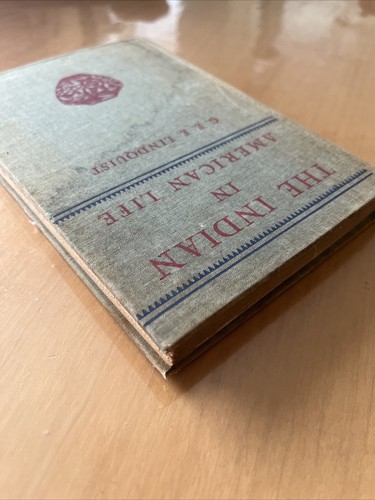 THE INDIAN
IN
AMERICAN LIFE
G. E. E. LINDQUIST